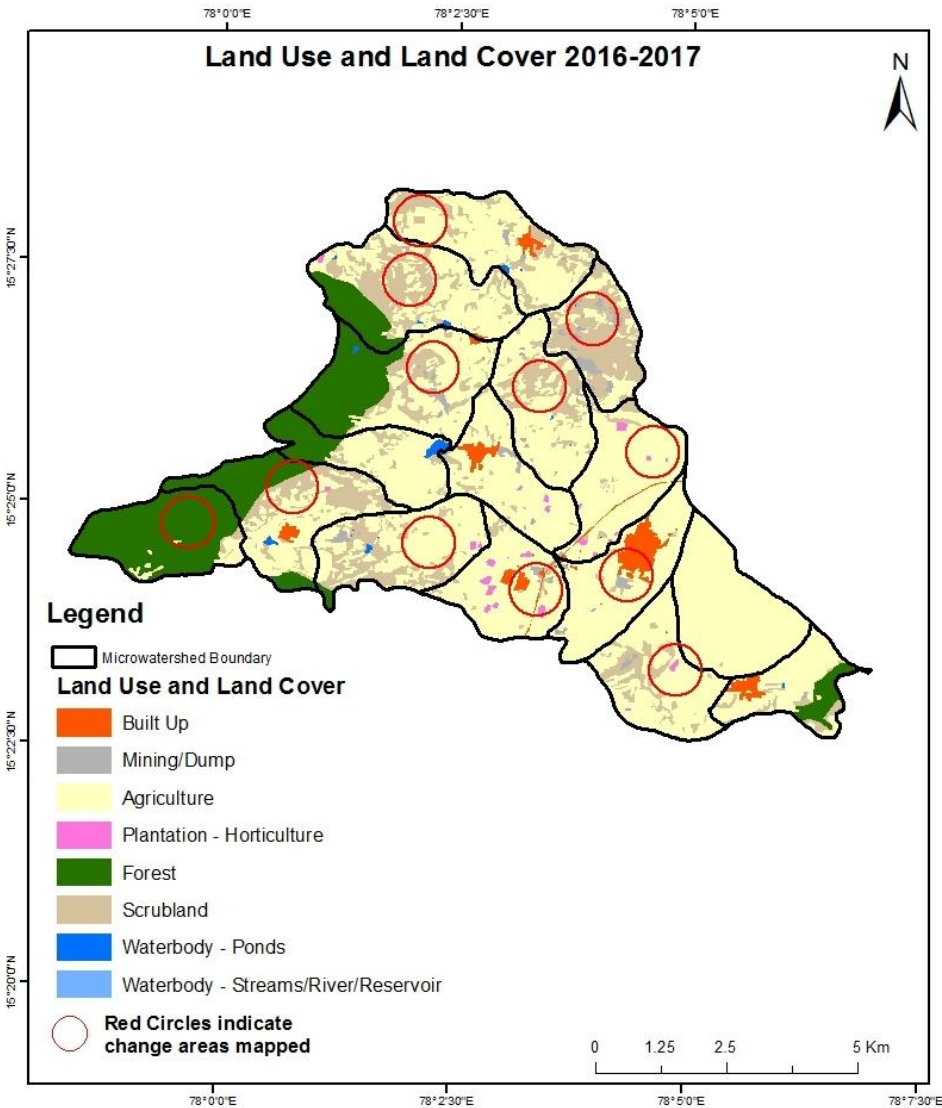 78°0'0"E 78°2'30"E 78°5'0"E
Land Use and Land Cover 2016-2017
N
15°27'30"N
15°25'0"N
15°22'30"N
15°20'0"N
Legend
Microwatershed Boundary
Land Use and Land Cover
Built Up
Mining/Dump
Agriculture
Plantation - Horticulture
Forest
Scrubland
Waterbody - Ponds
Waterbody - Streams/River/Reservoir
Red Circles indicate
change areas mapped
0 1.25 2.5 5 Km
78°0'0"E 78°2'30"E 78°5'0"E 78°7'30"E